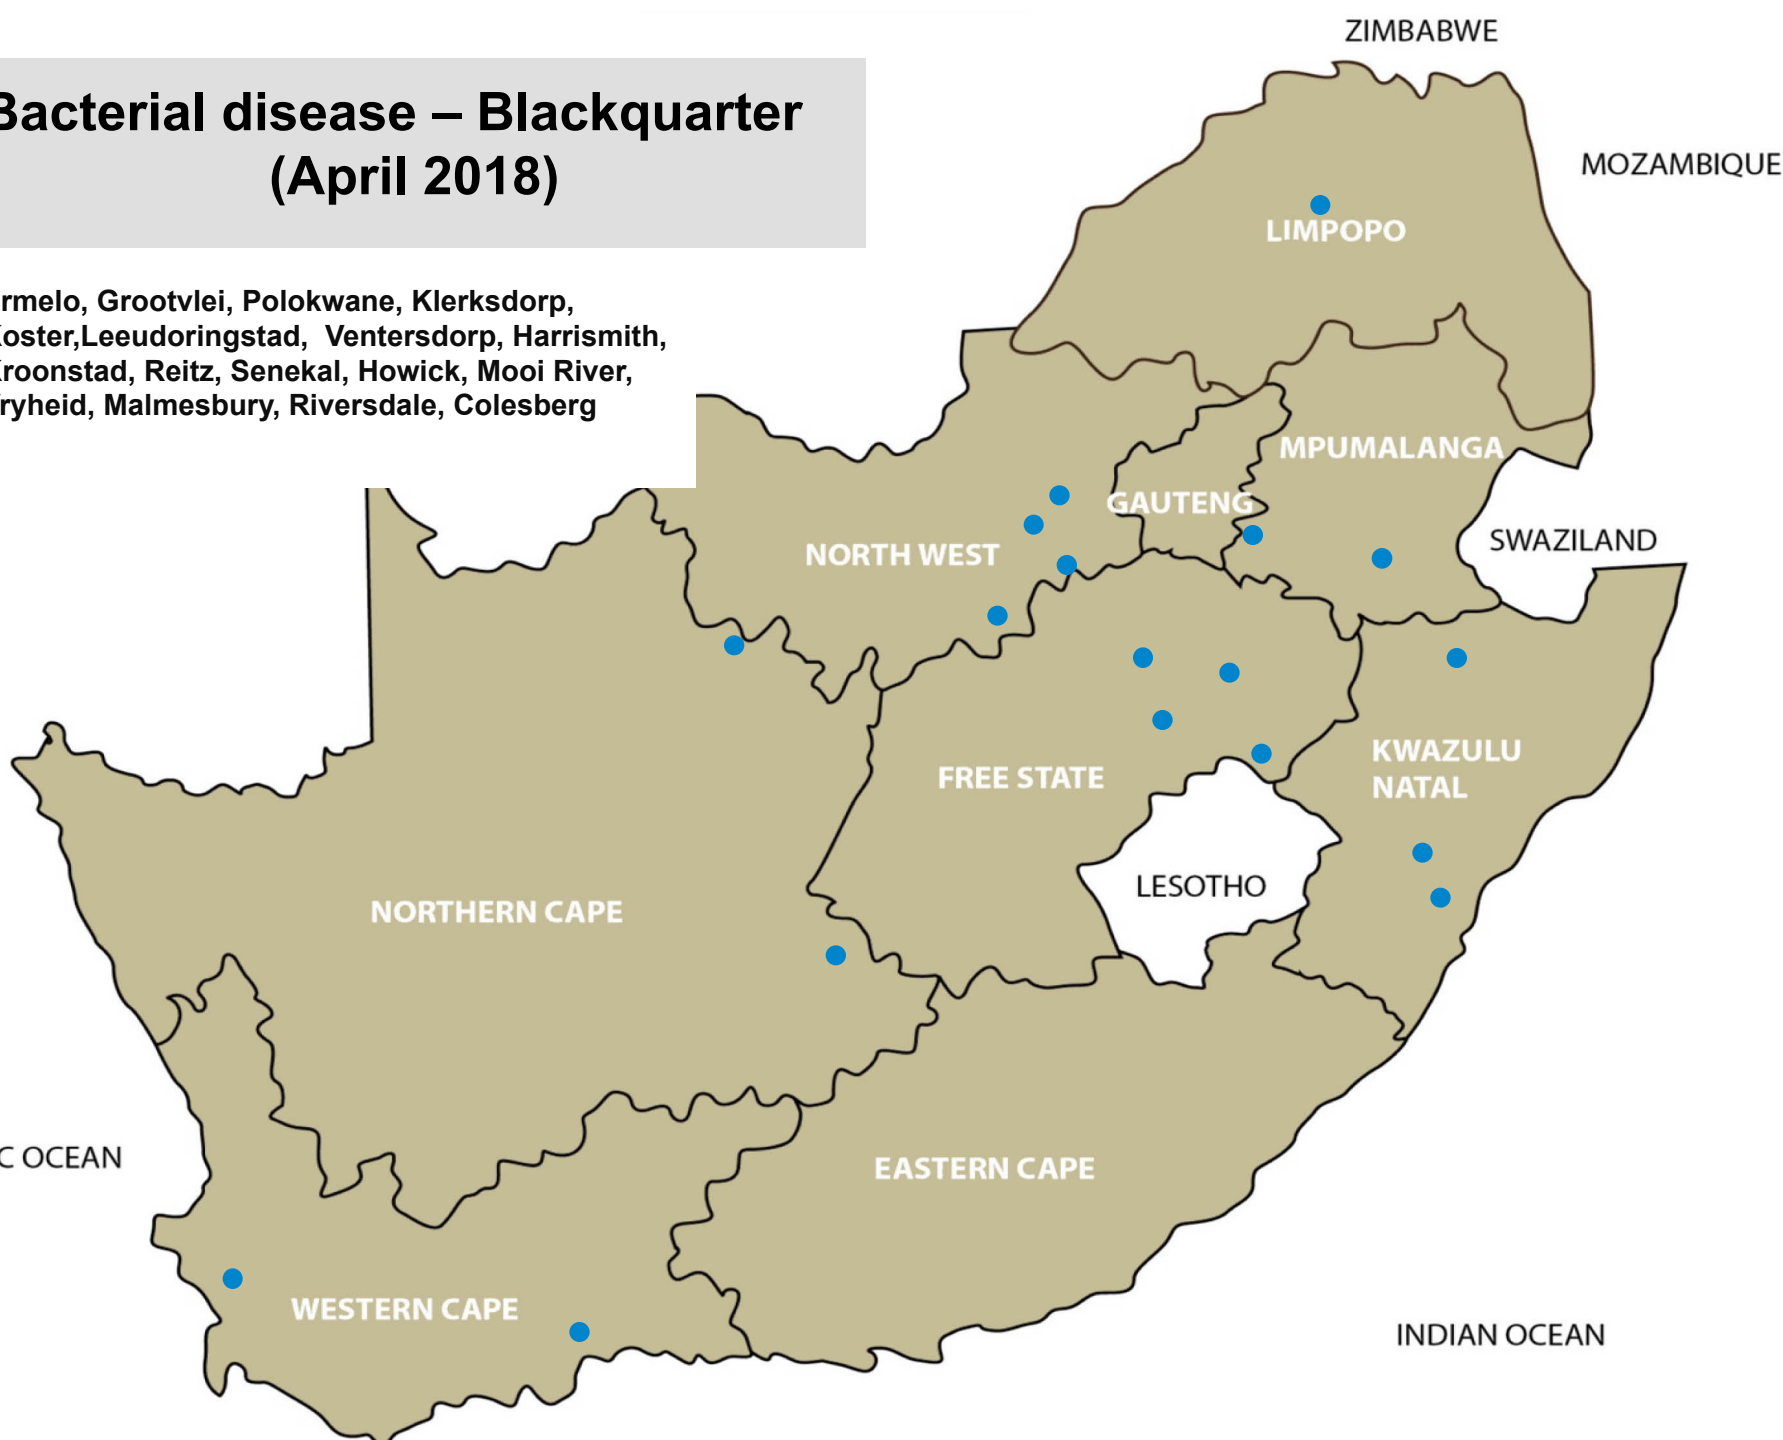 Bacterial disease – Blackquarter
(April 2018)
rmelo, Grootvlei, Polokwane, Klerksdorp,
Koster,Leeudoringstad, Ventersdorp, Harrismith,
Kroonstad, Reitz, Senekal, Howick, Mooi River,
ryheid, Malmesbury, Riversdale, Colesberg
ZIMBABWE
MOZAMBIQUE
LIMPOPO
MPUMALANGA
GAUTENG
SWAZILAND
NORTH WEST
KWAZULU
NATAL
FREE STATE
LESOTHO
NORTHERN CAPE
C OCEAN
EASTERN CAPE
WESTERN CAPE
INDIAN OCEAN